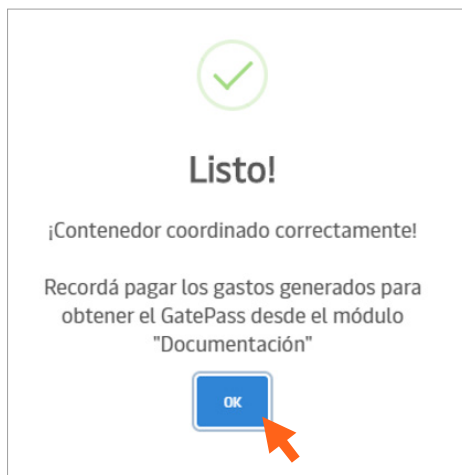 Listo!
¡Contenedor coordinado correctamente!
Recordá pagar los gastos generados para
obtener el GatePass desde el módulo
"Documentación"
OK